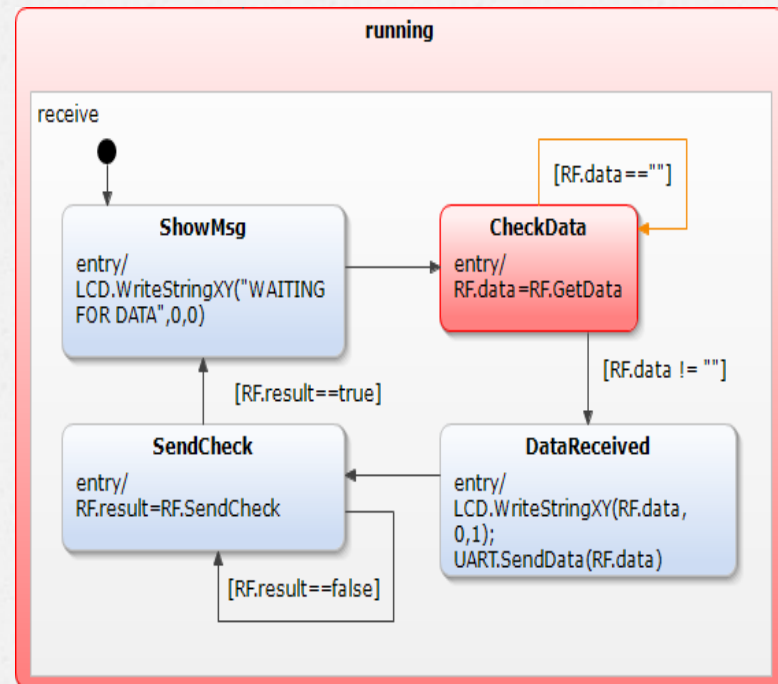 running
receive
ShowMsg
entry/
LCD.WriteStringXY("WAITING
FOR DATA",0,0)
[RF.data==""]
CheckData
entry/
RF.data=RF.GetData
[RF.data != ""]
[RF.result==true]
SendCheck
entry/
RF.result=RF.SendCheck
[RF.result==false]
DataReceived
entry/
LCD.WriteStringXY(RF.data,
0,1);
UART.SendData(RF.data)